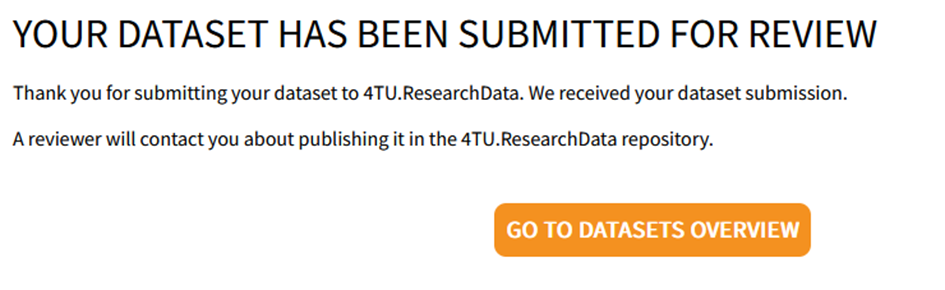 YOUR DATASET HAS BEEN SUBMITTED FOR REVIEW
Thank you for submitting your dataset to 4TU.ResearchData. We received your dataset submission.
A reviewer will contact you about publishing it in the 4TU.ResearchData repository.
GO TO DATASETS OVERVIEW